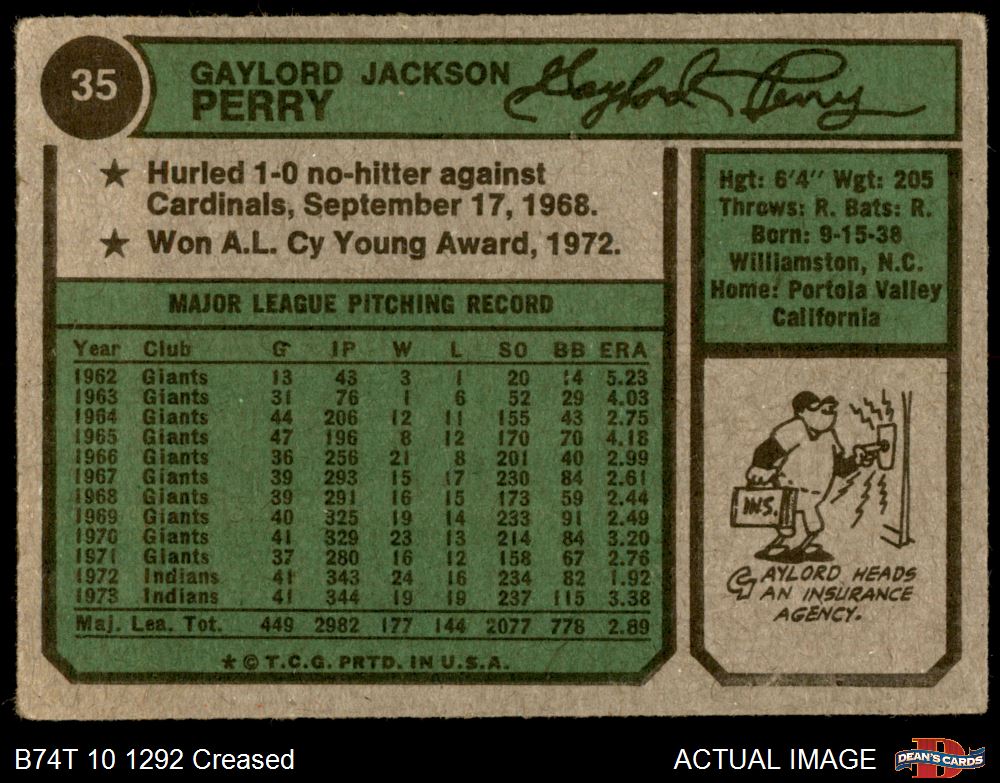 35
GAYLORD JACKSON
PERRY
Gaylord Perry
★ Hurled 1-0 no-hitter against
Cardinals, September 17, 1968.
★ Won A.L. Cy Young Award, 1972.
Hgt: 6'4" Wgt: 205
Throws: R. Bats: R.
Born: 9-15-38
Williamston, N.C.
Home: Portola Valley
California
MAJOR LEAGUE PITCHING RECORD
Year Club G IP W L SO BB ERA
1962 Giants 13 43 3 1 20 14 5.23
1963 Giants 31 76 1 6 52 29 4.03
1964 Giants 44 206 12 11 155 43 2.75
1965 Giants 47 196 8 12 170 70 4.18
1966 Giants 36 256 21 8 201 40 2.99
1967 Giants 39 293 15 17 230 84 2.61
1968 Giants 39 291 16 15 173 59 2.44
1969 Giants 40 325 19 14 233 91 2.49
1970 Giants 41 329 23 13 214 84 3.20
1971 Giants 37 280 16 12 158 67 2.76
1972 Indians 41 343 24 16 234 82 1.92
1973 Indians 41 344 19 19 237 115 3.38
Maj. Lea. Tot. 449 2982 177 144 2077 778 2.89
★ © T.C.G. PRTD. IN U.S.A.
INS.
GAYLORD HEADS
AN INSURANCE
AGENCY.
B74T 10 1292 Creased
ACTUAL IMAGE
D
DEAN'S CARDS